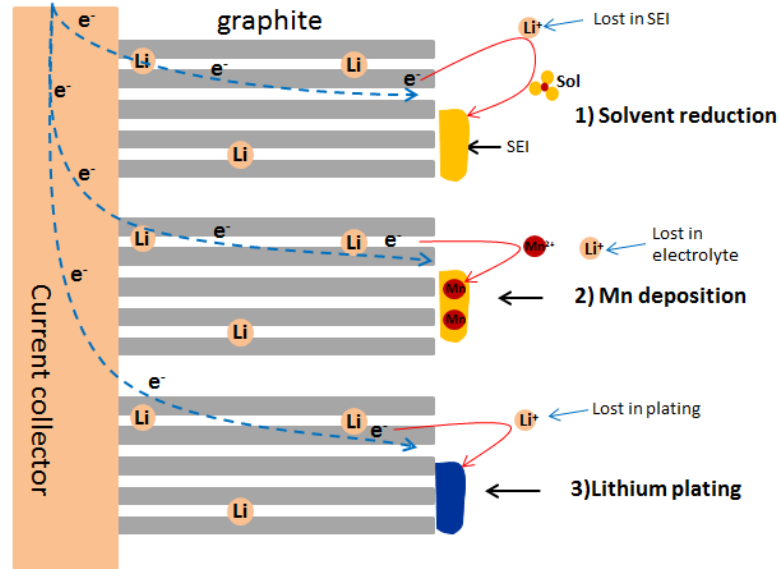 graphite
e⁻
Li⁺
Lost in SEI
Li
Li
e⁻
e⁻
e⁻
Sol
1) Solvent reduction
SEI
Li
e⁻
e⁻
Li
Li
e⁻
Mn²⁺
Li⁺
Lost in
electrolyte
e⁻
Mn
2) Mn deposition
Mn
Li
Current collector
e⁻
Li
Li
e⁻
Li⁺
Lost in plating
3)Lithium plating
Li